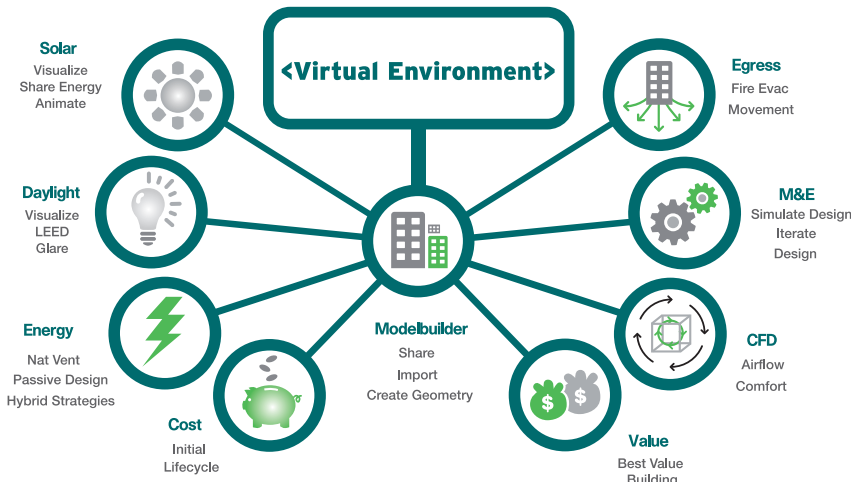 <Virtual Environment>
Solar
Visualize
Share Energy
Animate
Egress
Fire Evac
Movement
Daylight
Visualize
LEED
Glare
M&E
Simulate Design
Iterate
Design
Energy
Nat Vent
Passive Design
Hybrid Strategies
Modelbuilder
Share
Import
Create Geometry
CFD
Airflow
Comfort
Cost
Initial
Lifecycle
$
$
Value
Best Value
Building